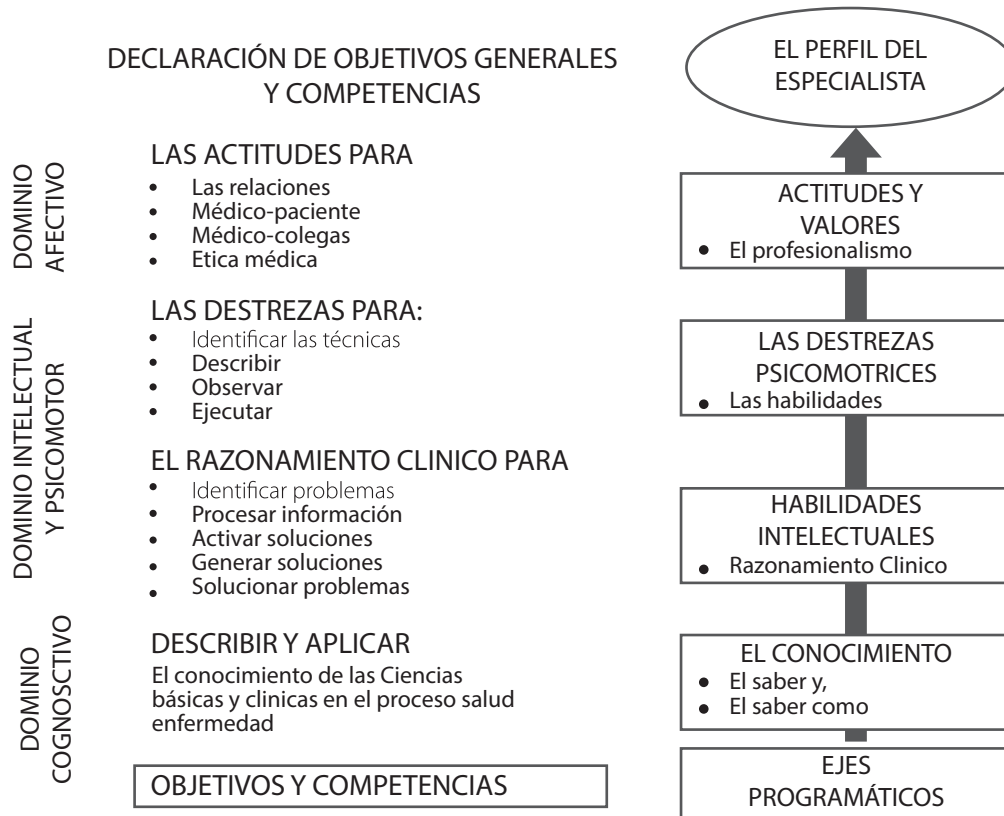 DECLARACIÓN DE OBJETIVOS GENERALES
Y COMPETENCIAS
EL PERFIL DEL
ESPECIALISTA
DOMINIO
AFECTIVO
LAS ACTITUDES PARA
• Las relaciones
• Médico-paciente
• Médico-colegas
• Etica médica
ACTITUDES Y
VALORES
• El profesionalismo
DOMINIO INTELECTUAL
Y PSICOMOTOR
LAS DESTREZAS PARA:
• Identificar las técnicas
• Describir
• Observar
• Ejecutar
LAS DESTREZAS
PSICOMOTRICES
• Las habilidades
EL RAZONAMIENTO CLINICO PARA
• Identificar problemas
• Procesar información
• Activar soluciones
• Generar soluciones
• Solucionar problemas
HABILIDADES
INTELECTUALES
• Razonamiento Clinico
DOMINIO
COGNOSCTIVO
DESCRIBIR Y APLICAR
El conocimiento de las Ciencias
básicas y clinicas en el proceso salud
enfermedad
EL CONOCIMIENTO
• El saber y,
• El saber como
OBJETIVOS Y COMPETENCIAS
EJES
PROGRAMÁTICOS